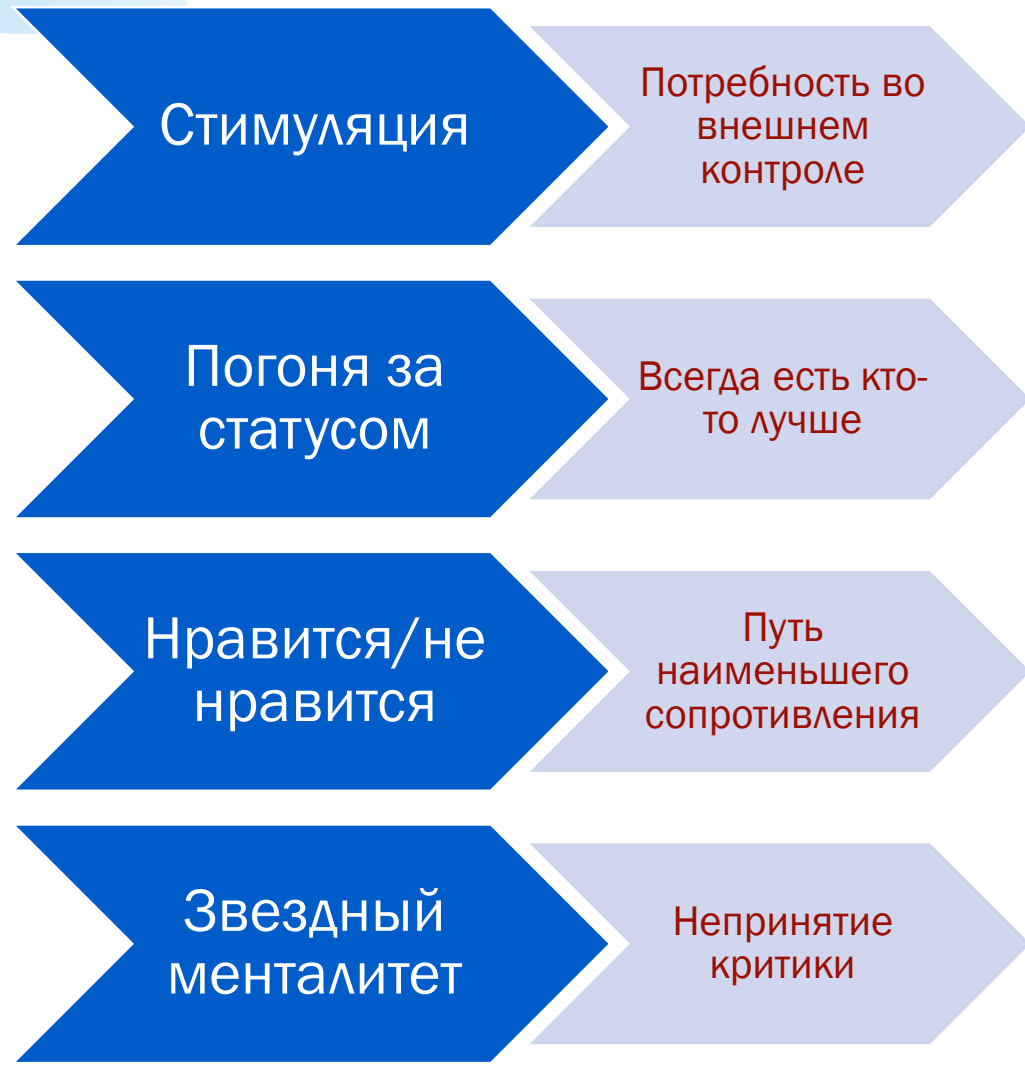 Стимуляция
Потребность во
внешнем
контроле
Погоня за
статусом
Всегда есть кто-
то лучше
Нравится/не
нравится
Путь
наименьшего
сопротивления
Звездный
менталитет
Непринятие
критики